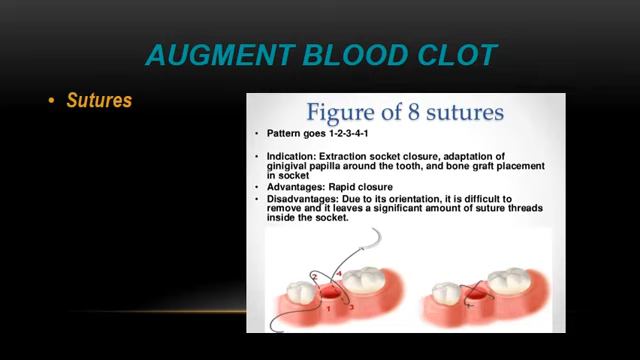 AUGMENT BLOOD CLOT
• Sutures
Figure of 8 sutures
• Pattern goes 1-2-3-4-1
• Indication: Extraction socket closure, adaptation of
ginigival papilla around the tooth, and bone graft placement
in socket
• Advantages: Rapid closure
• Disadvantages: Due to its orientation, it is difficult to
remove and it leaves a significant amount of suture threads
inside the socket.
2 4
1 3